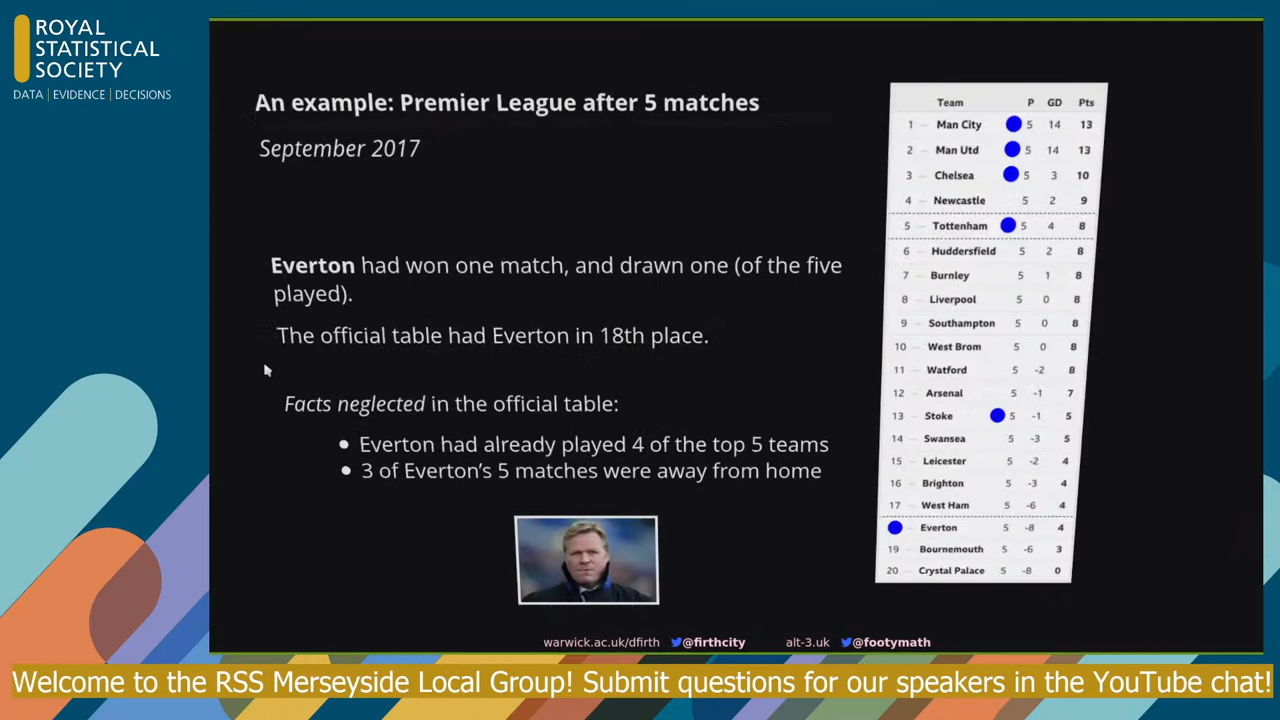 ROYAL
STATISTICAL
SOCIETY
DATA | EVIDENCE | DECISIONS
An example: Premier League after 5 matches
September 2017
Everton had won one match, and drawn one (of the five
played).
The official table had Everton in 18th place.
Facts neglected in the official table:
Everton had already played 4 of the top 5 teams
3 of Everton's 5 matches were away from home
Team P GD Pts
1 – Man City 5 14 13
2 – Man Utd 5 14 13
3 – Chelsea 5 3 10
4 – Newcastle 5 2 9
5 – Tottenham 5 4 8
6 – Huddersfield 5 2 8
7 – Burnley 5 1 8
8 – Liverpool 5 0 8
9 – Southampton 5 0 8
10 – West Brom 5 0 8
11 – Watford 5 -2 8
12 – Arsenal 5 -1 7
13 – Stoke 5 -1 5
14 – Swansea 5 -3 5
15 – Leicester 5 -2 4
16 – Brighton 5 -3 4
17 – West Ham 5 -6 4
Everton 5 -8 4
19 – Bournemouth 5 -6 3
20 – Crystal Palace 5 -8 0
warwick.ac.uk/dfirth @firthcity alt-3.uk @footymath
Welcome to the RSS Merseyside Local Group! Submit questions for our speakers in the YouTube chat!